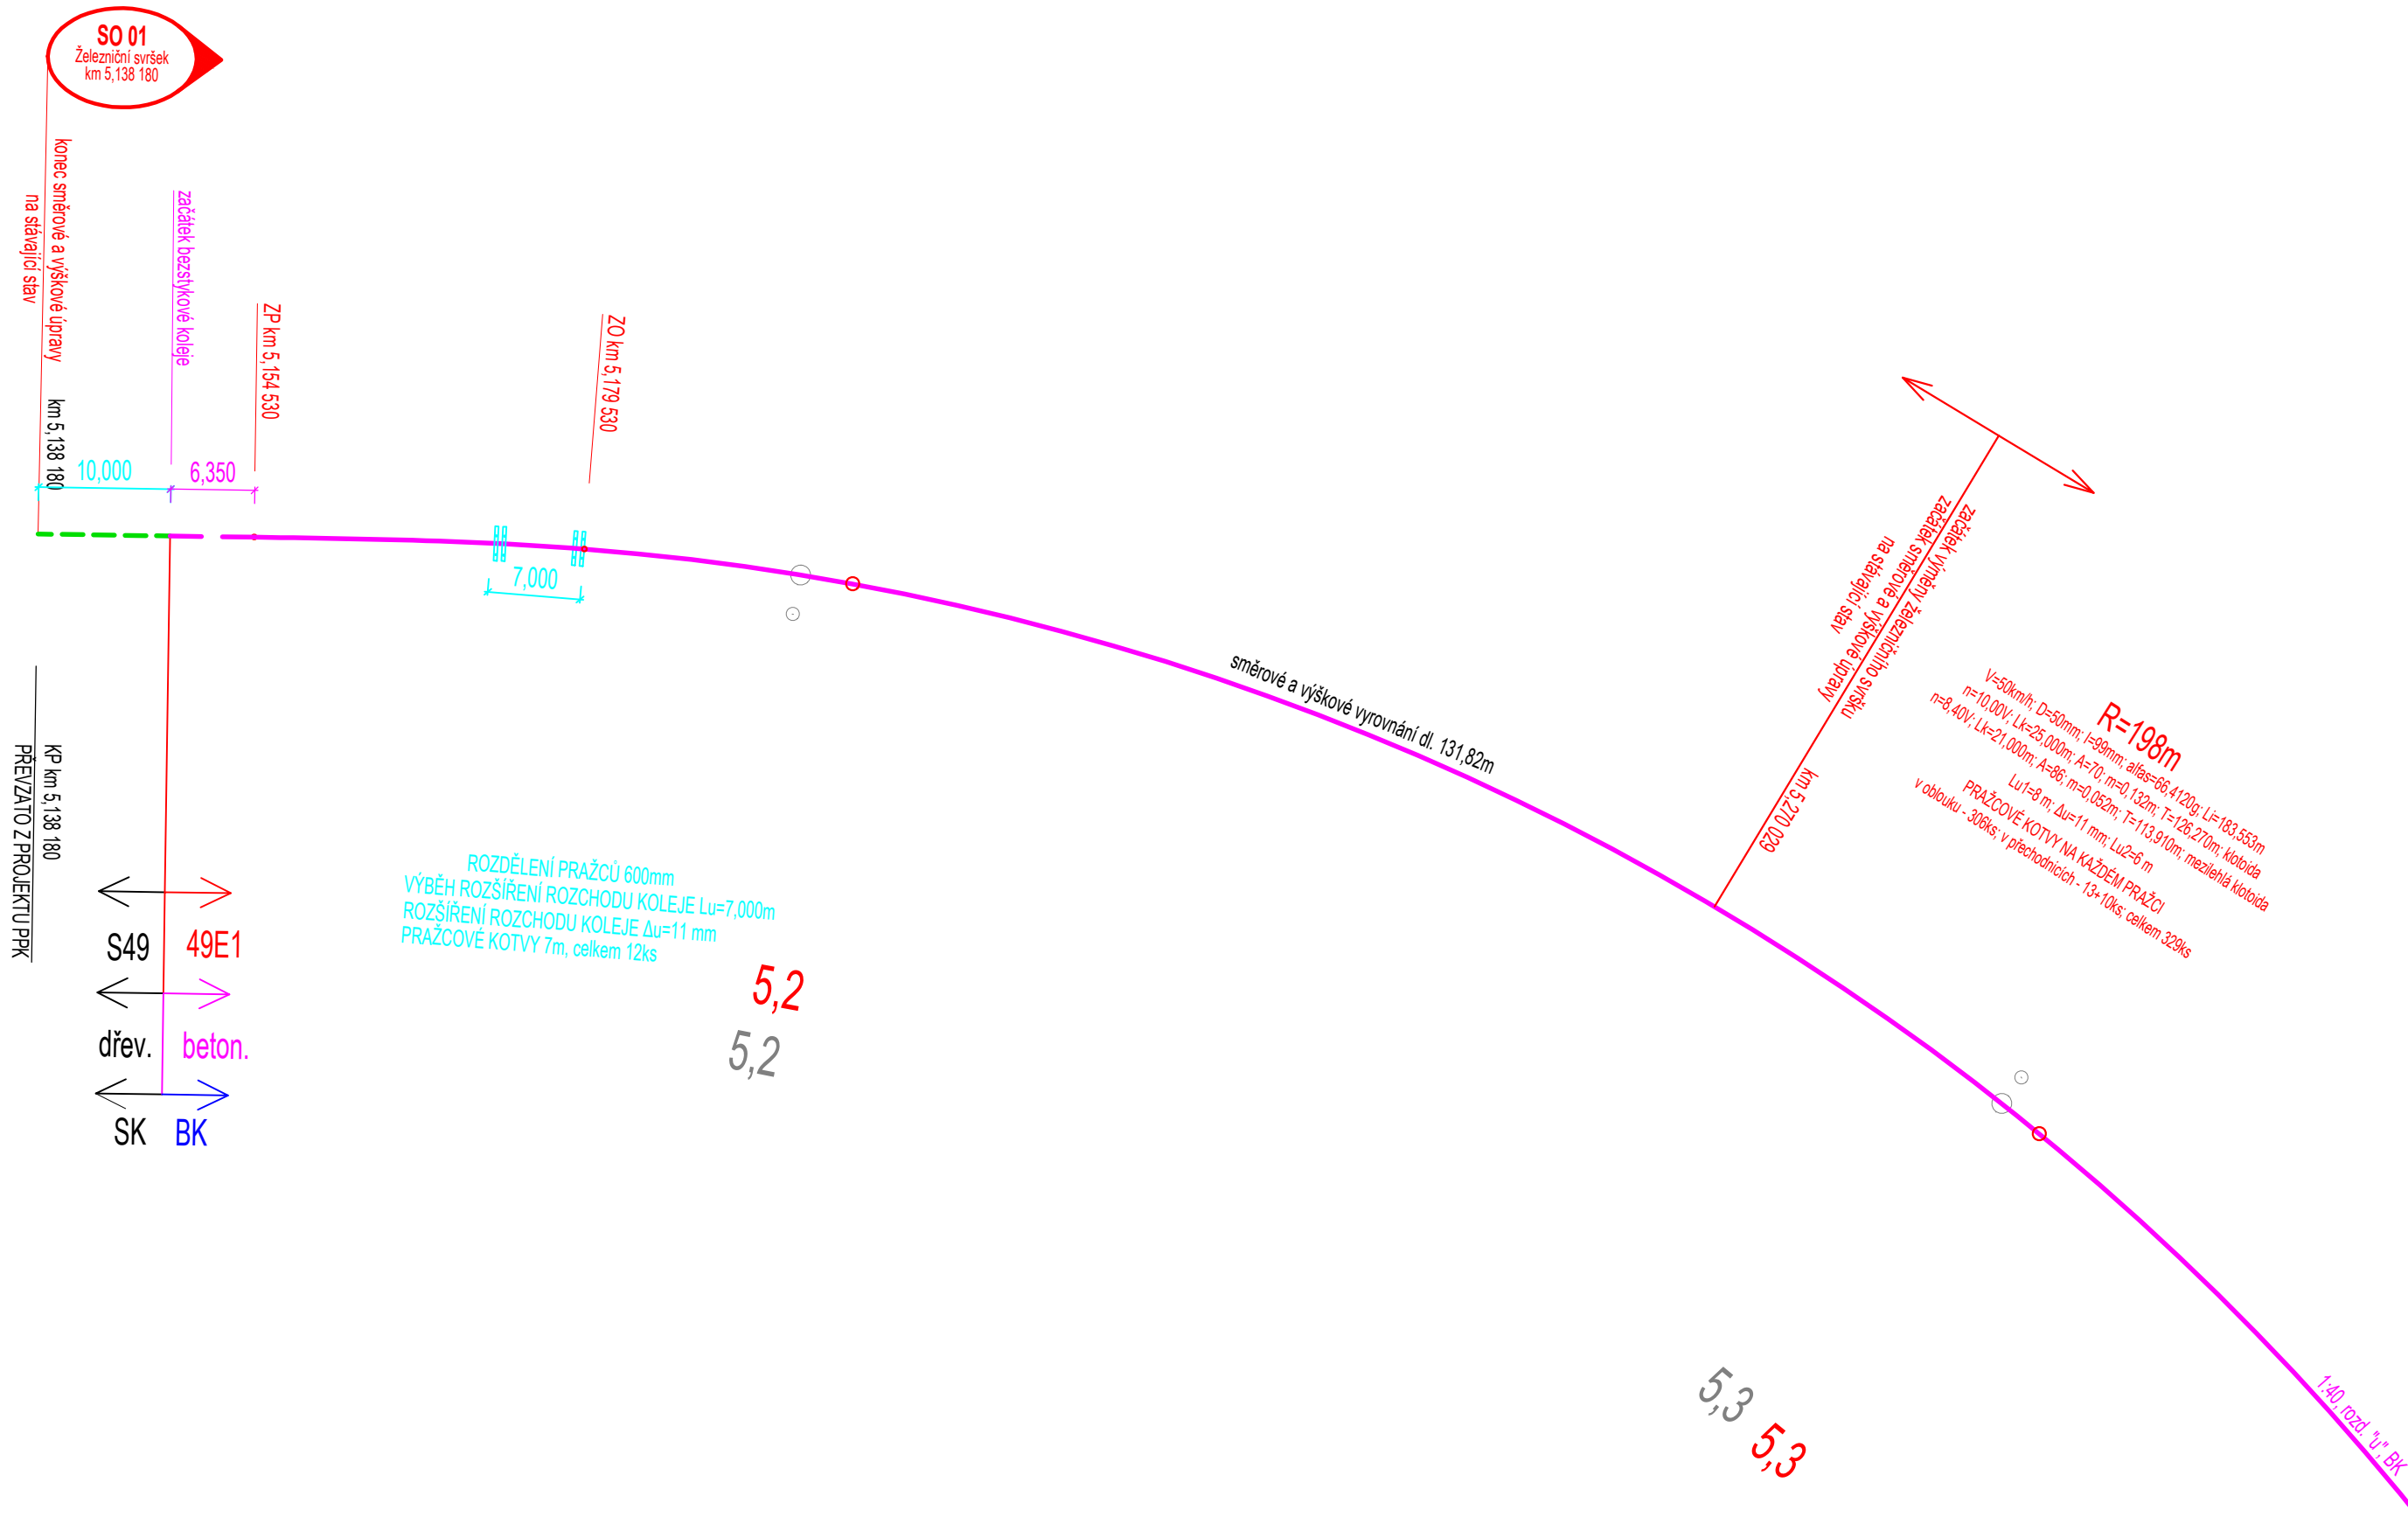 SO 01
Železniční svršek
km 5,138 180
konec směrové a výškové úpravy
na stávající stav
km 5,138 180
začátek bezstykové koleje
ZP km 5,154 530
ZO km 5,179 530
10,000
6,350
7,000
směrové a výškové vyrovnání dl. 131,82m
začátek výměny železničního svršku
začátek směrové a výškové úpravy
na stávající stav
km 5,270 029
R=198m
V=50km/h; D=50mm; I=99mm; alfas=66,4120g; Li=183,553m
n=10,00V; Lk=25,000m; A=70; m=0,132m; T=126,270m; klotoida
n=8,40V; Lk=21,000m; A=86; m=0,052m; T=113,910m; mezilehlá klotoida
Lu1=8 m; Δu=11 mm; Lu2=6 m
PRAŽCOVÉ KOTVY NA KAŽDÉM PRAŽCI
v oblouku - 306ks; v přechodnicích - 13+10ks; celkem 329ks
KP km 5,138 180
PŘEVZATO Z PROJEKTU PPK
S49
49E1
dřev.
beton.
SK
BK
ROZDĚLENÍ PRAŽCŮ 600mm
VÝBĚH ROZŠÍŘENÍ ROZCHODU KOLEJE Lu=7,000m
ROZŠÍŘENÍ ROZCHODU KOLEJE Δu=11 mm
PRAŽCOVÉ KOTVY 7m, celkem 12ks
5,2
5,2
5,3
5,3
1:40, rozd. "u", BK